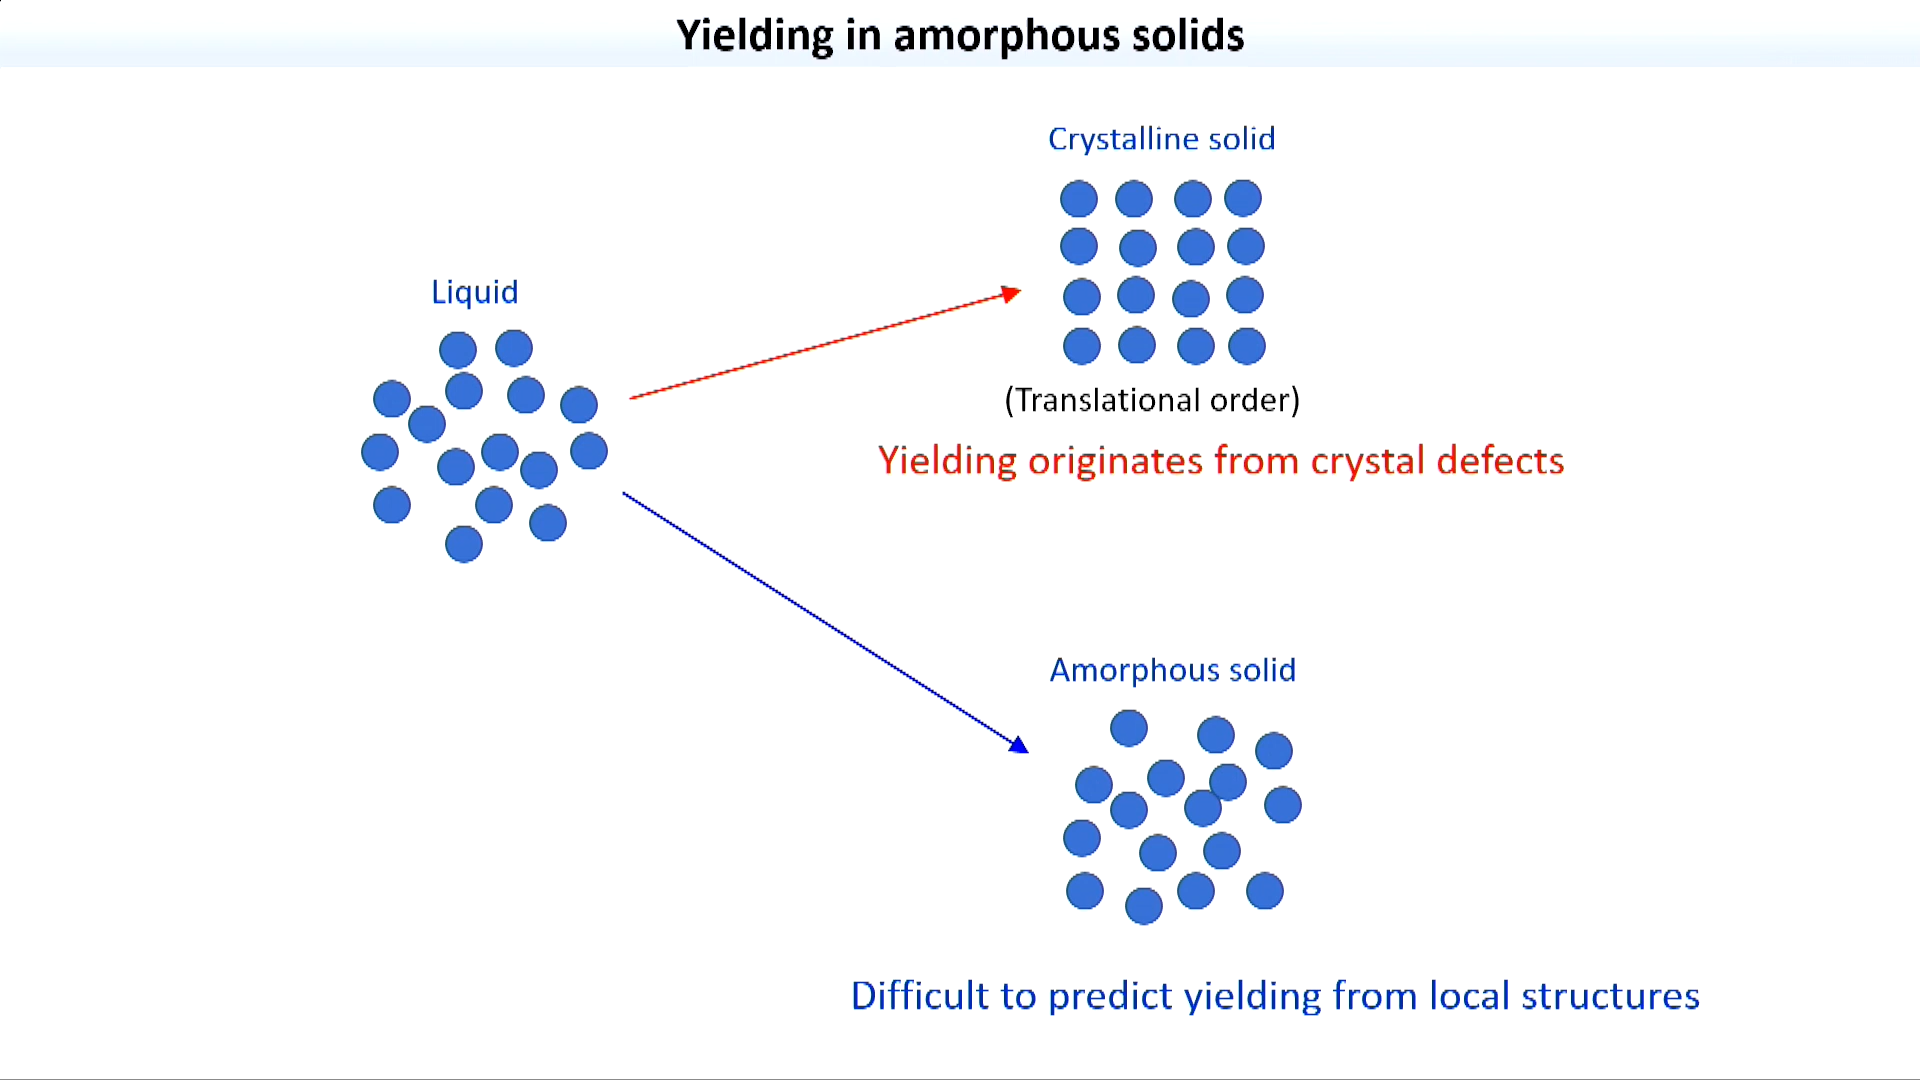 Yielding in amorphous solids
Crystalline solid
Liquid
(Translational order)
Yielding originates from crystal defects
Amorphous solid
Difficult to predict yielding from local structures